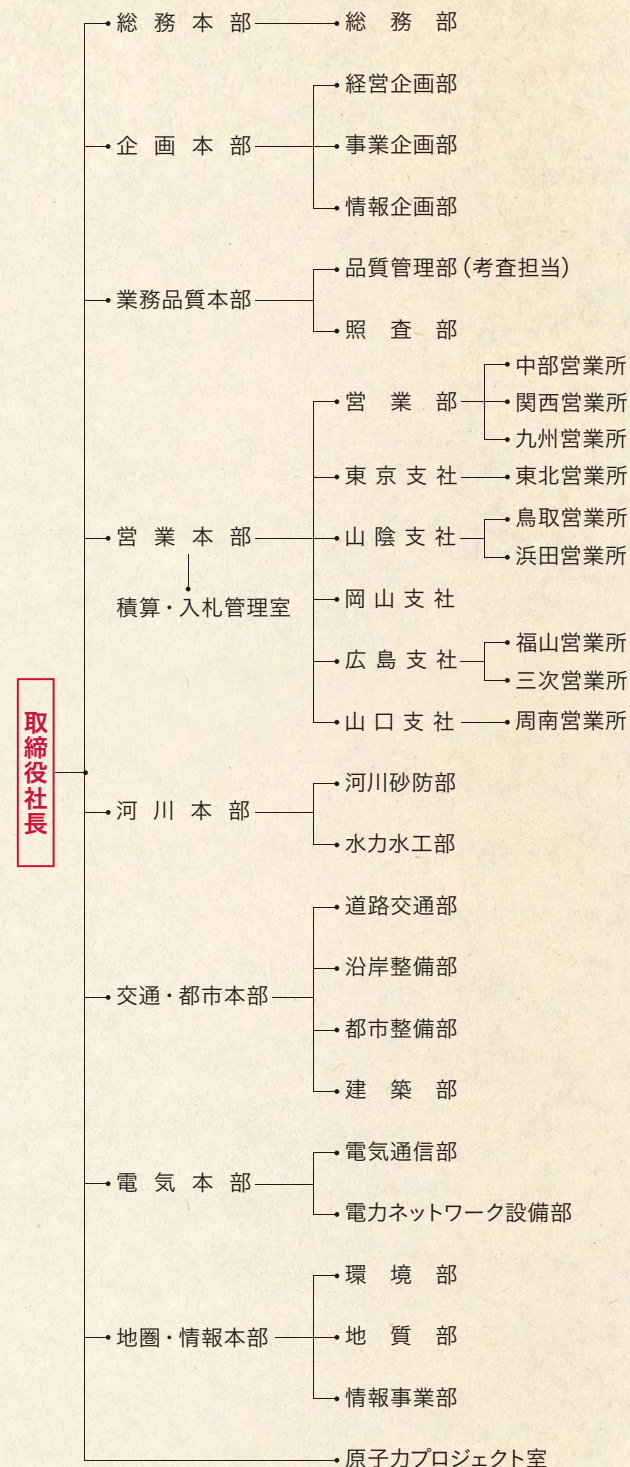 取締役社長
総務本部
総務部
企画本部
経営企画部
事業企画部
情報企画部
業務品質本部
品質管理部（考査担当）
照査部
営業本部
積算・入札管理室
営業部
中部営業所
関西営業所
九州営業所
東京支社
東北営業所
山陰支社
鳥取営業所
浜田営業所
岡山支社
広島支社
福山営業所
三次営業所
山口支社
周南営業所
河川本部
河川砂防部
水力水工部
交通・都市本部
道路交通部
沿岸整備部
都市整備部
建築部
電気本部
電気通信部
電力ネットワーク設備部
地圏・情報本部
環境部
地質部
情報事業部
原子力プロジェクト室